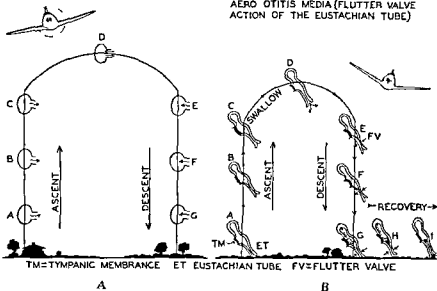 AERO OTITIS MEDIA (FLUTTER VALVE
ACTION OF THE EUSTACHIAN TUBE)
D
C
E
B
F
A
G
ASCENT
DESCENT
D
SWALLOW
C
E
FV
B
F
ASCENT
DESCENT
RECOVERY
A
TM
ET
G
H
I
TM=TYMPANIC MEMBRANCE ET EUSTACHIAN TUBE FV=FLUTTER VALVE
A
B